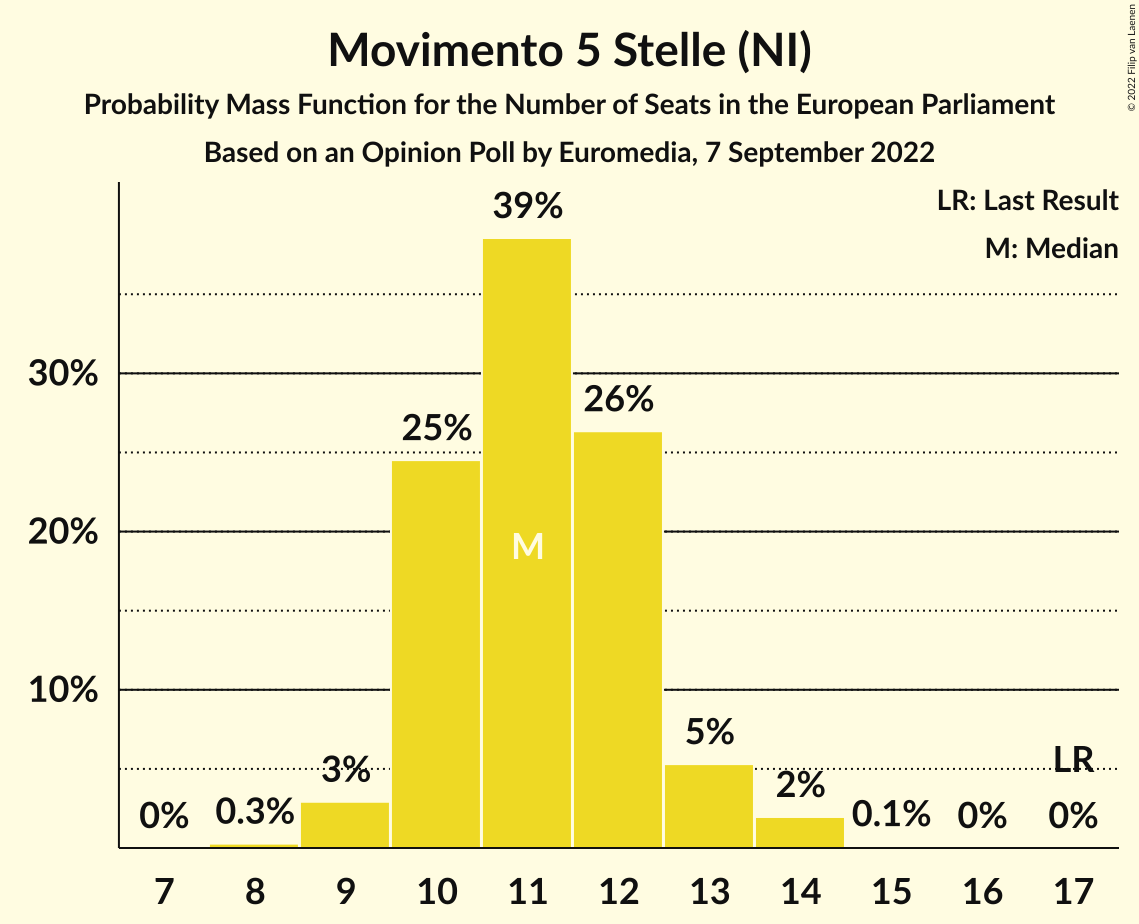 Movimento 5 Stelle (NI)
Probability Mass Function for the Number of Seats in the European Parliament
Based on an Opinion Poll by Euromedia, 7 September 2022
© 2022 Filip van Laenen
LR: Last Result
M: Median
39%
30%
26%
25%
20%
M
10%
5%
LR
3%
2%
0%
0.3%
0.1%
0%
0%
7 8 9 10 11 12 13 14 15 16 17